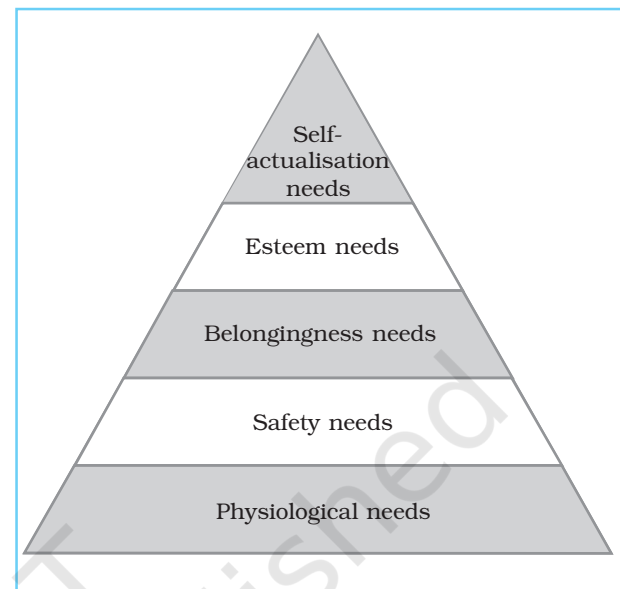 Self-
actualisation
needs
Esteem needs
Belongingness needs
Safety needs
Physiological needs